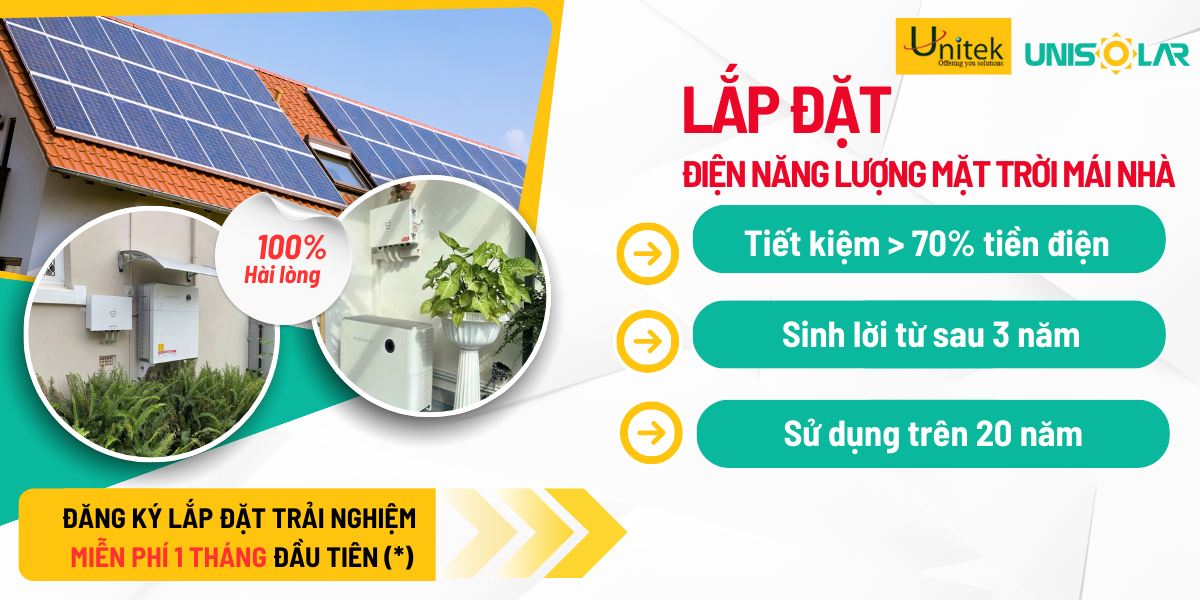 Unitek
Offering you solutions
UNISOLAR
LẮP ĐẶT
ĐIỆN NĂNG LƯỢNG MẶT TRỜI MÁI NHÀ
100%
Hài lòng
Tiết kiệm > 70% tiền điện
Sinh lời từ sau 3 năm
Sử dụng trên 20 năm
ĐĂNG KÝ LẮP ĐẶT TRẢI NGHIỆM
MIỄN PHÍ 1 THÁNG ĐẦU TIÊN (*)